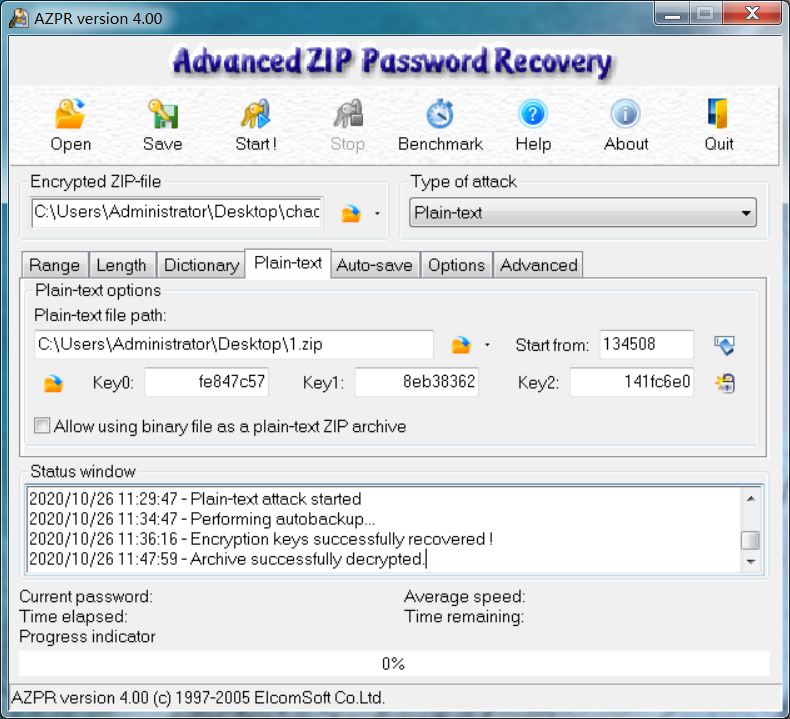 AZPR version 4.00
Advanced ZIP Password Recovery
Open Save Start! Stop Benchmark Help About Quit
Encrypted ZIP-file Type of attack
C:\Users\Administrator\Desktop\chac Plain-text
Range Length Dictionary Plain-text Auto-save Options Advanced
Plain-text options
Plain-text file path:
C:\Users\Administrator\Desktop\1.zip Start from: 134508
Key0: fe847c57 Key1: 8eb38362 Key2: 141fc6e0
Allow using binary file as a plain-text ZIP archive
Status window
2020/10/26 11:29:47 - Plain-text attack started
2020/10/26 11:34:47 - Performing autobackup...
2020/10/26 11:36:16 - Encryption keys successfully recovered !
2020/10/26 11:47:59 - Archive successfully decrypted.
Current password: Average speed:
Time elapsed: Time remaining:
Progress indicator
0%
AZPR version 4.00 (c) 1997-2005 ElcomSoft Co.Ltd.